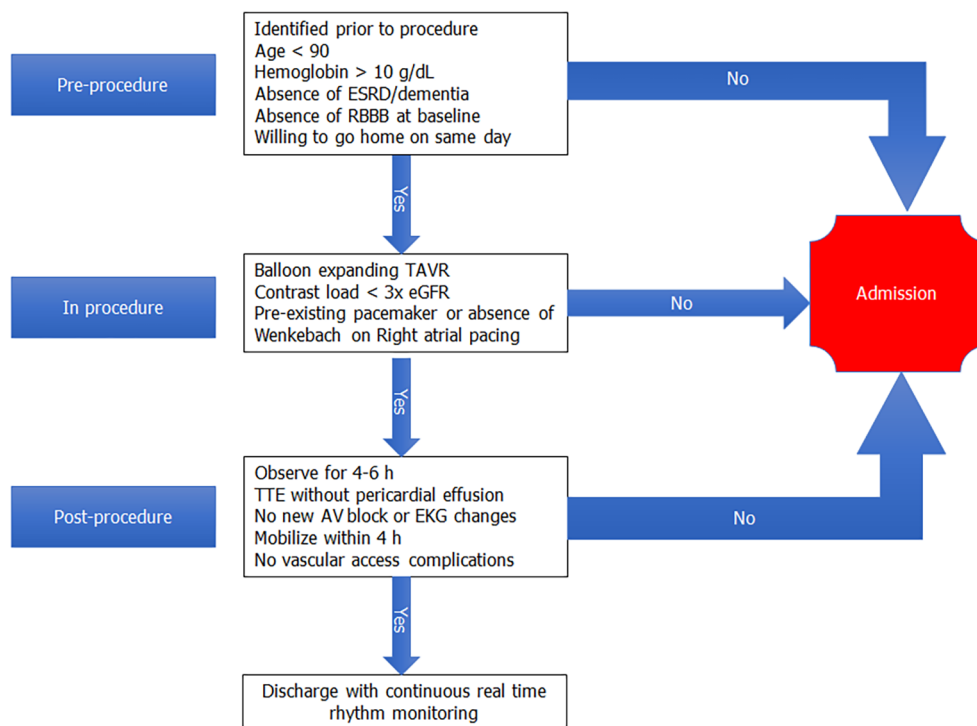 Pre-procedure
Identified prior to procedure
Age < 90
Hemoglobin > 10 g/dL
Absence of ESRD/dementia
Absence of RBBB at baseline
Willing to go home on same day
No
Yes
In procedure
Balloon expanding TAVR
Contrast load < 3x eGFR
Pre-existing pacemaker or absence of
Wenkebach on Right atrial pacing
No
Admission
Yes
Post-procedure
Observe for 4-6 h
TTE without pericardial effusion
No new AV block or EKG changes
Mobilize within 4 h
No vascular access complications
No
Yes
Discharge with continuous real time
rhythm monitoring